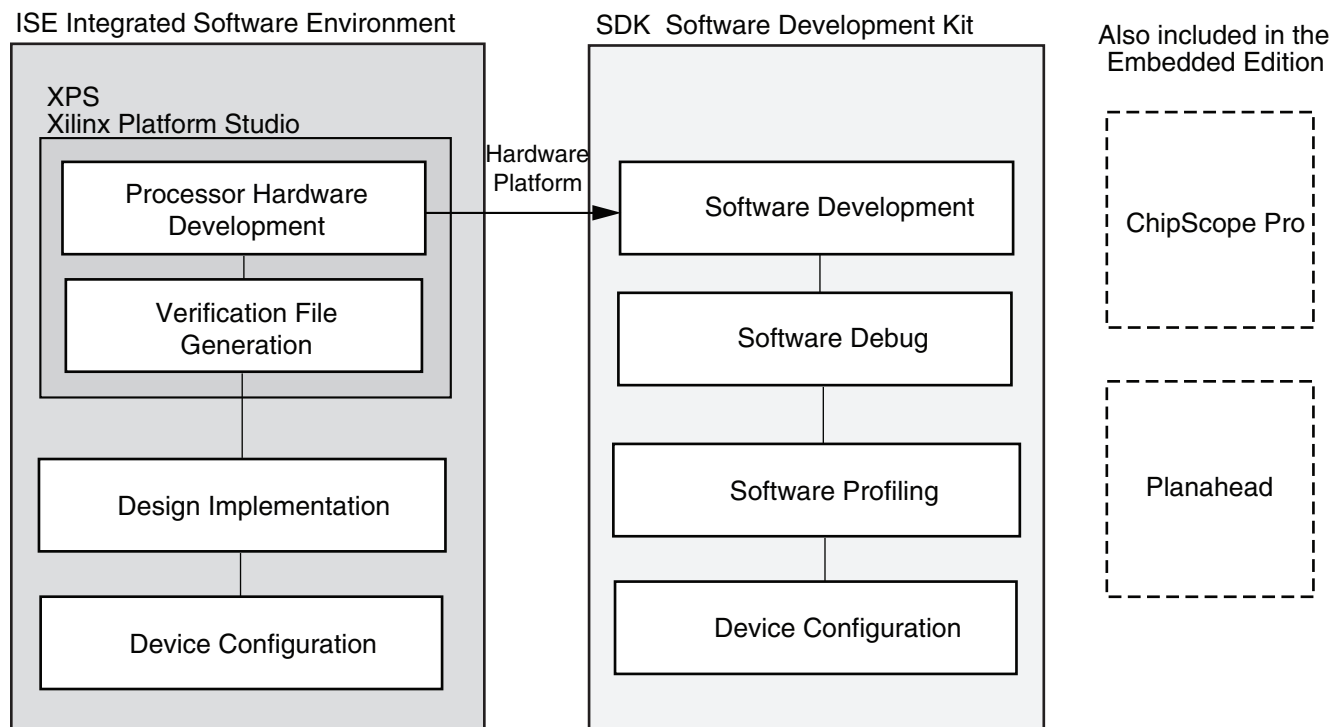 ISE Integrated Software Environment
XPS
Xilinx Platform Studio
Processor Hardware
Development
Verification File
Generation
Design Implementation
Device Configuration
Hardware
Platform
SDK  Software Development Kit
Software Development
Software Debug
Software Profiling
Device Configuration
Also included in the
Embedded Edition
ChipScope Pro
Planahead